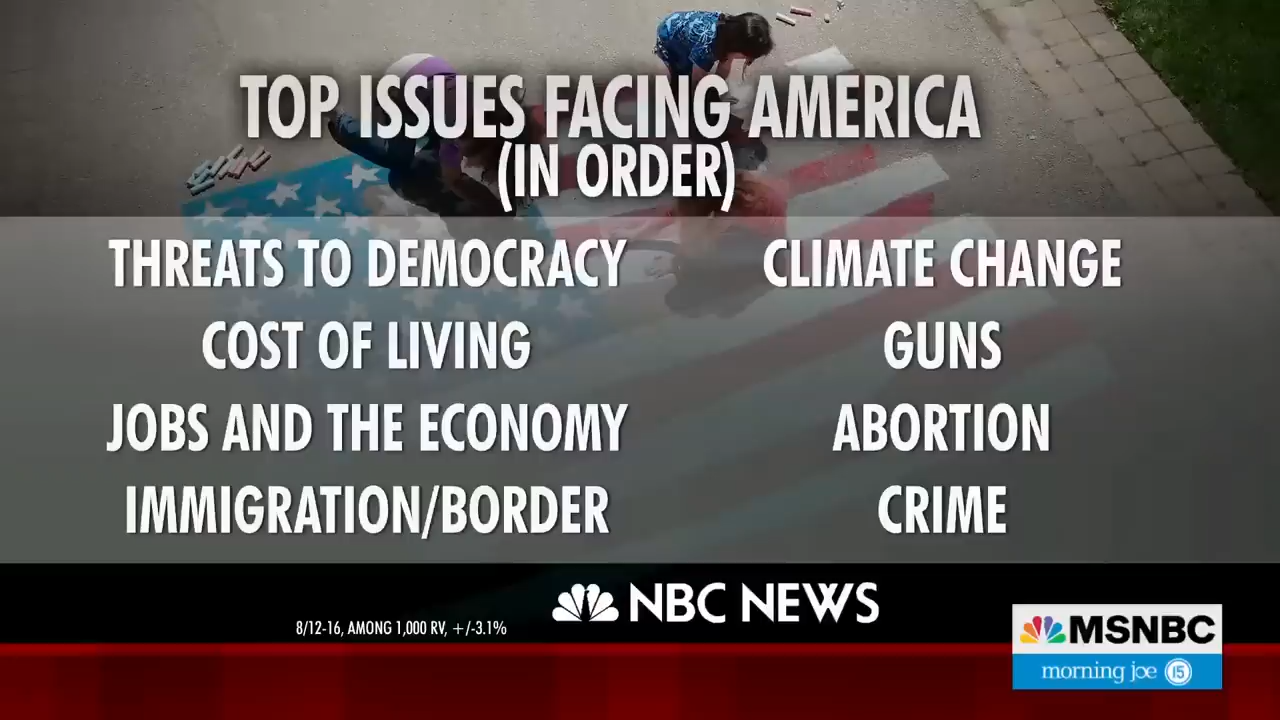 TOP ISSUES FACING AMERICA
(IN ORDER)
THREATS TO DEMOCRACY
COST OF LIVING
JOBS AND THE ECONOMY
IMMIGRATION/BORDER
CLIMATE CHANGE
GUNS
ABORTION
CRIME
NBC NEWS
8/12-16, AMONG 1,000 RV, +/-3.1%
MSNBC
morning joe 15